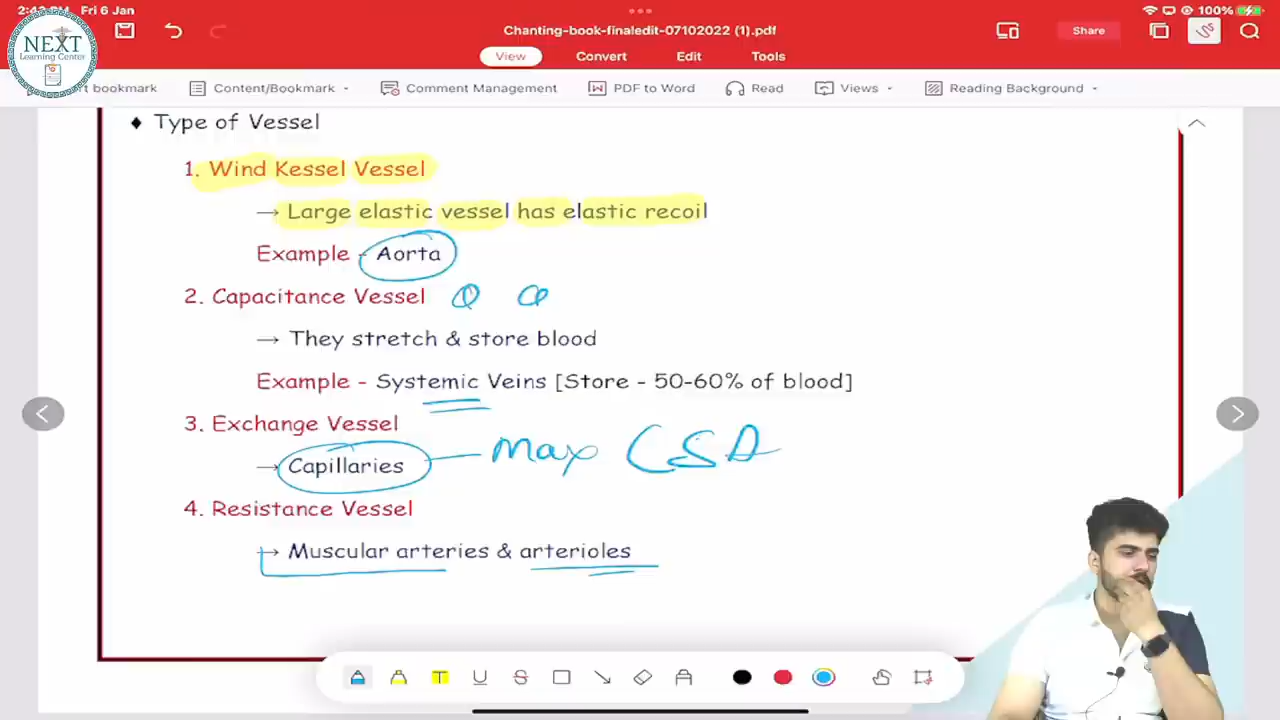 2:43 Fri 6 Jan
100%
NEXT
Learning Center
Chanting-book-finaledit-07102022 (1).pdf
Share
View Convert Edit Tools
bookmark Content/Bookmark Comment Management PDF to Word Read Views Reading Background
♦ Type of Vessel
1. Wind Kessel Vessel
→ Large elastic vessel has elastic recoil
Example - Aorta
2. Capacitance Vessel
→ They stretch & store blood
Example - Systemic Veins [Store - 50-60% of blood]
3. Exchange Vessel
→ Capillaries — Max CSA
4. Resistance Vessel
→ Muscular arteries & arterioles